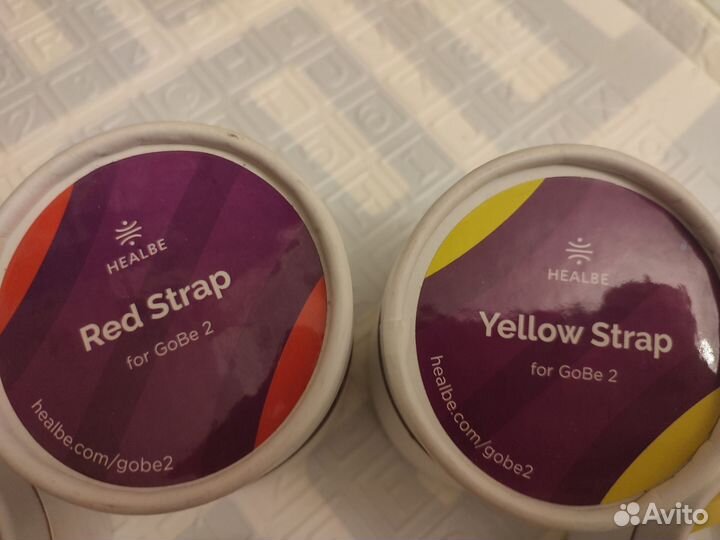 HEALBE
Red Strap
for GoBe 2
healbe.com/gobe2
HEALBE
Yellow Strap
for GoBe 2
healbe.com/gobe2
Avito